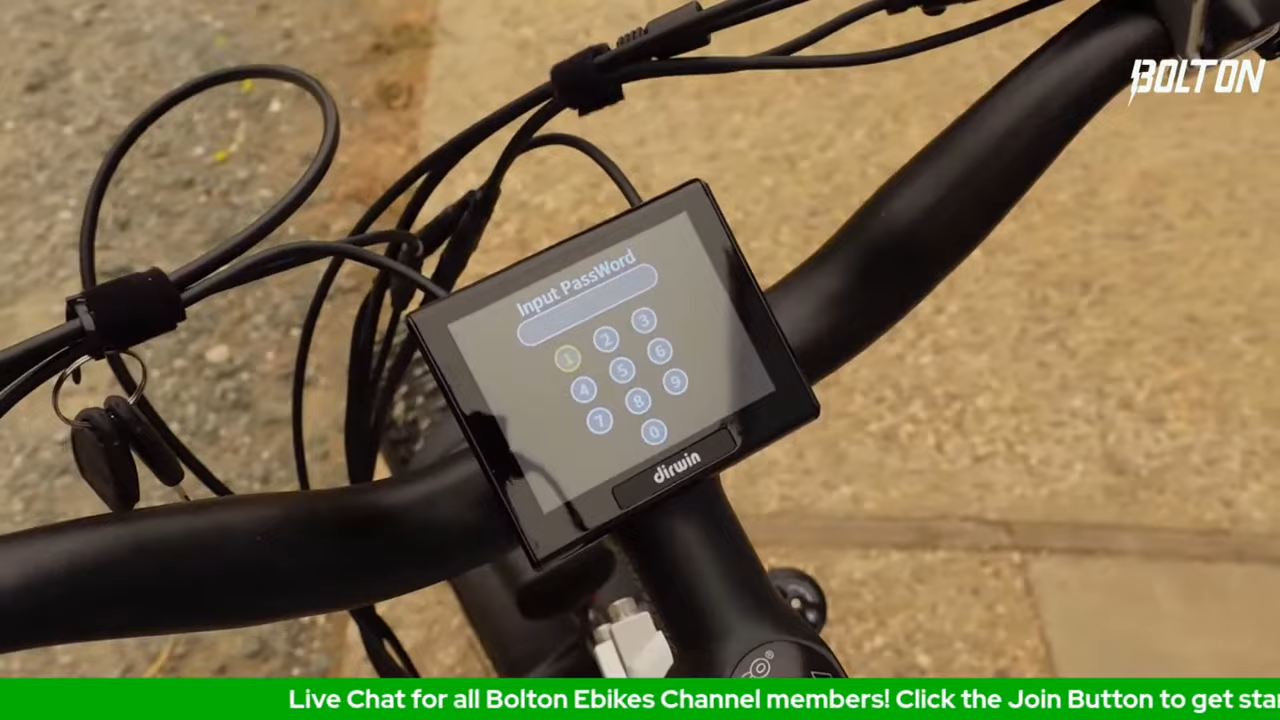 BOLTON
Input PassWord
1 2 3
4 5 6
7 8 9
0
dirwin
Live Chat for all Bolton Ebikes Channel members! Click the Join Button to get sta